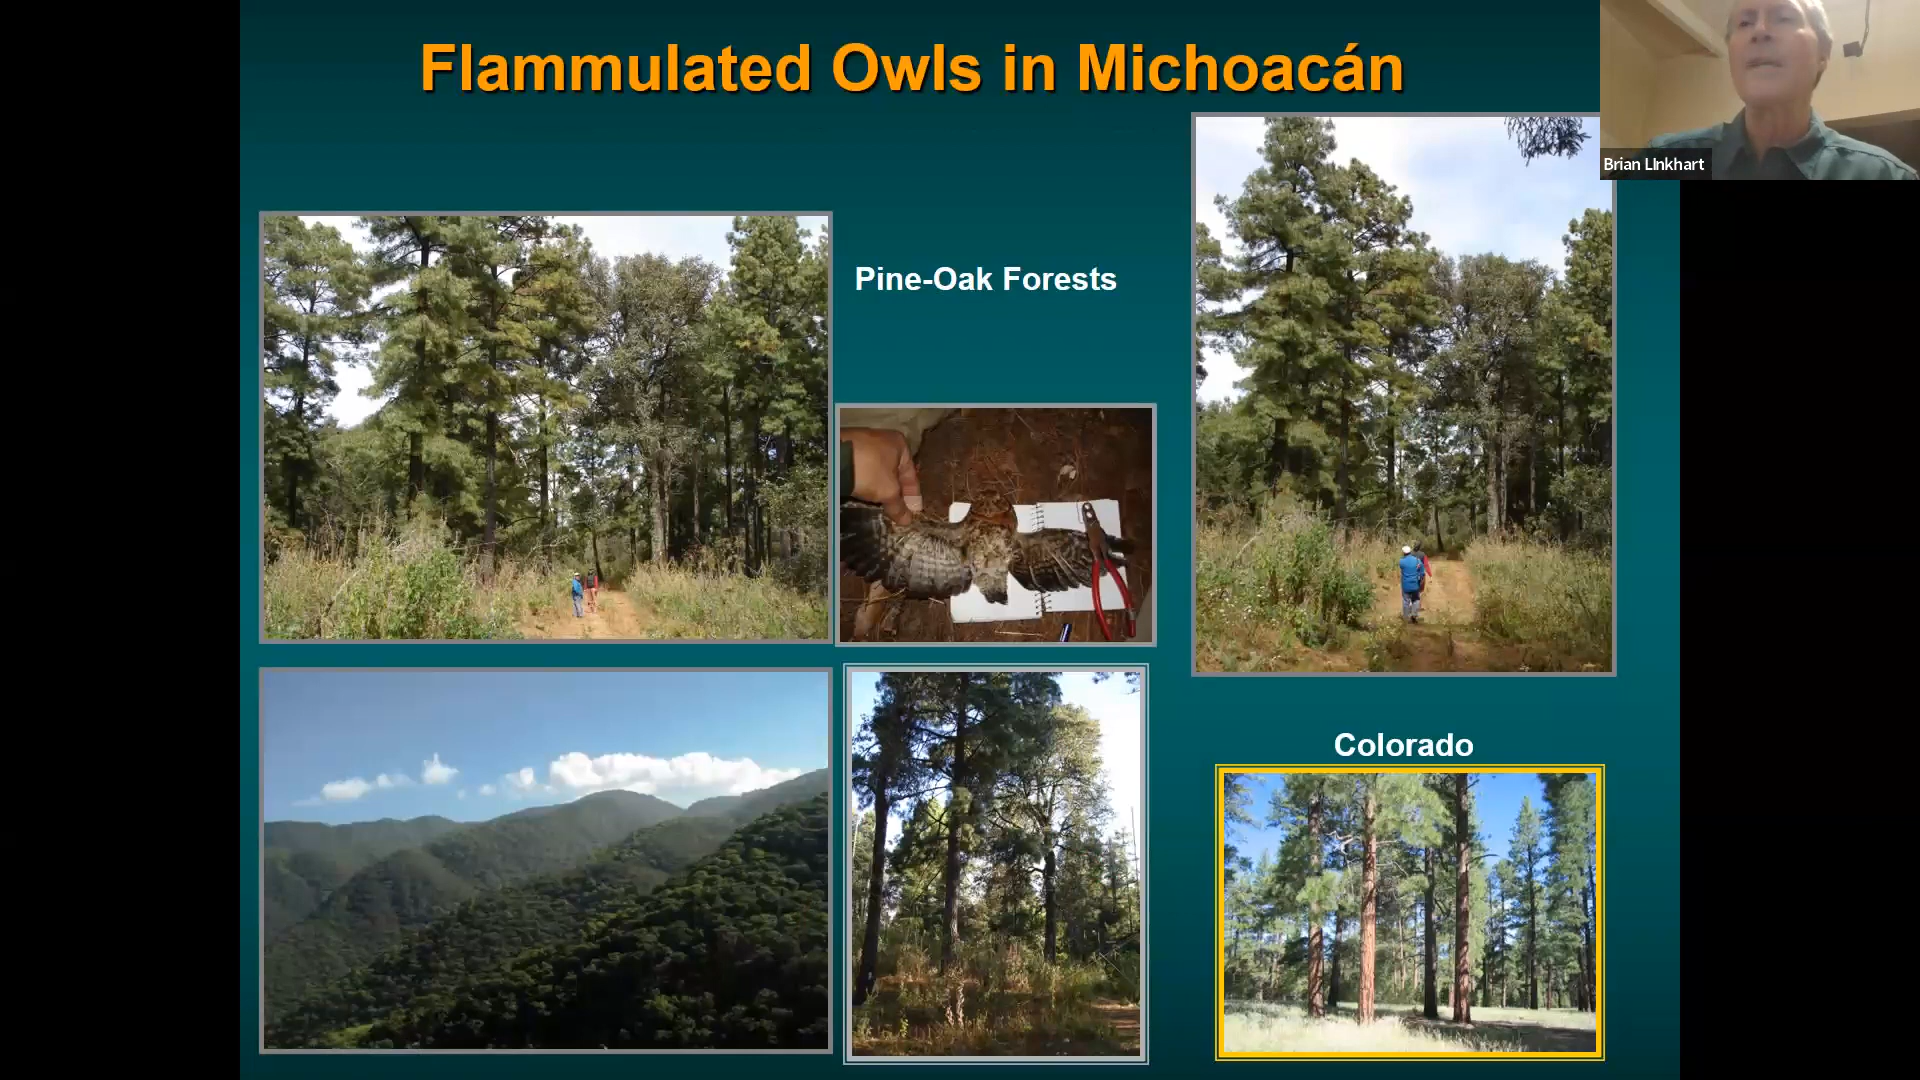 Flammulated Owls in Michoacán
Brian LInkhart
Pine-Oak Forests
Colorado